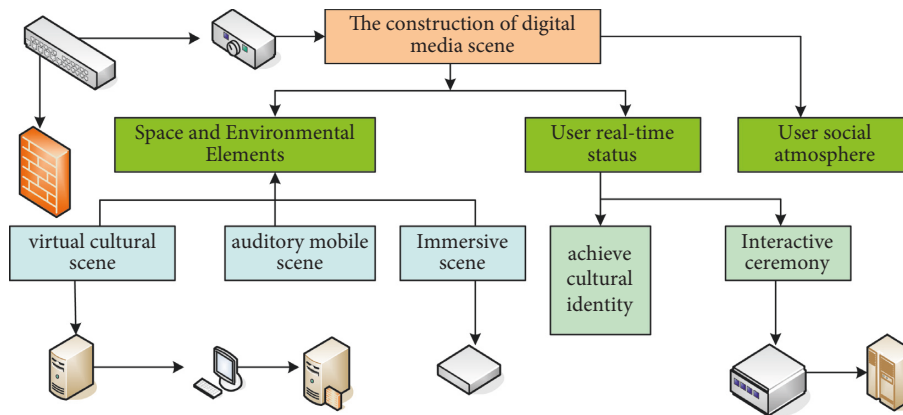 The construction of digital
media scene
Space and Environmental
Elements
User real-time
status
User social
atmosphere
virtual cultural
scene
auditory mobile
scene
Immersive
scene
achieve
cultural
identity
Interactive
ceremony